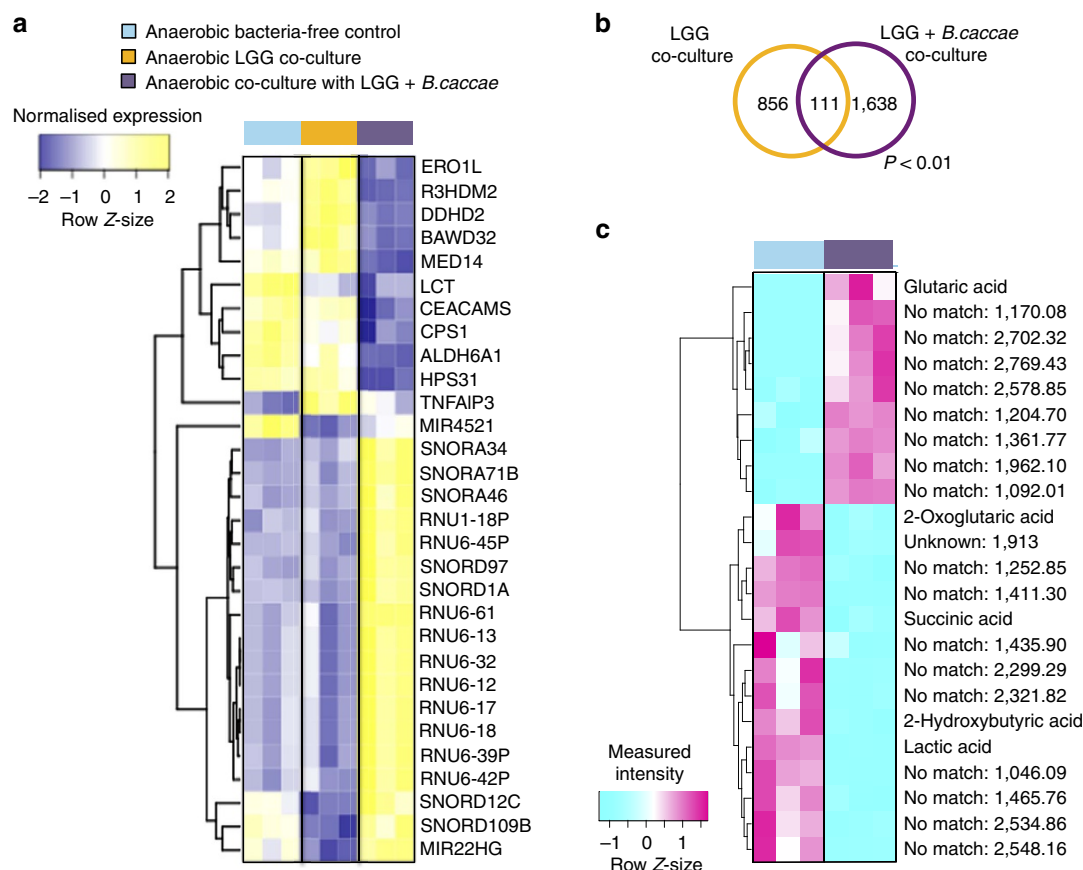 a
Anaerobic bacteria-free control
Anaerobic LGG co-culture
Anaerobic co-culture with LGG + B.caccae
Normalised expression
−2 −1 0 1 2
Row Z-size
ERO1L
R3HDM2
DDHD2
BAWD32
MED14
LCT
CEACAMS
CPS1
ALDH6A1
HPS31
TNFAIP3
MIR4521
SNORA34
SNORA71B
SNORA46
RNU1-18P
RNU6-45P
SNORD97
SNORD1A
RNU6-61
RNU6-13
RNU6-32
RNU6-12
RNU6-17
RNU6-18
RNU6-39P
RNU6-42P
SNORD12C
SNORD109B
MIR22HG
b
LGG
co-culture
LGG + B.caccae
co-culture
856 111 1,638
P < 0.01
c
Glutaric acid
No match: 1,170.08
No match: 2,702.32
No match: 2,769.43
No match: 2,578.85
No match: 1,204.70
No match: 1,361.77
No match: 1,962.10
No match: 1,092.01
2-Oxoglutaric acid
Unknown: 1,913
No match: 1,252.85
No match: 1,411.30
Succinic acid
No match: 1,435.90
No match: 2,299.29
No match: 2,321.82
2-Hydroxybutyric acid
Lactic acid
No match: 1,046.09
No match: 1,465.76
No match: 2,534.86
No match: 2,548.16
Measured
intensity
−1 0 1
Row Z-size